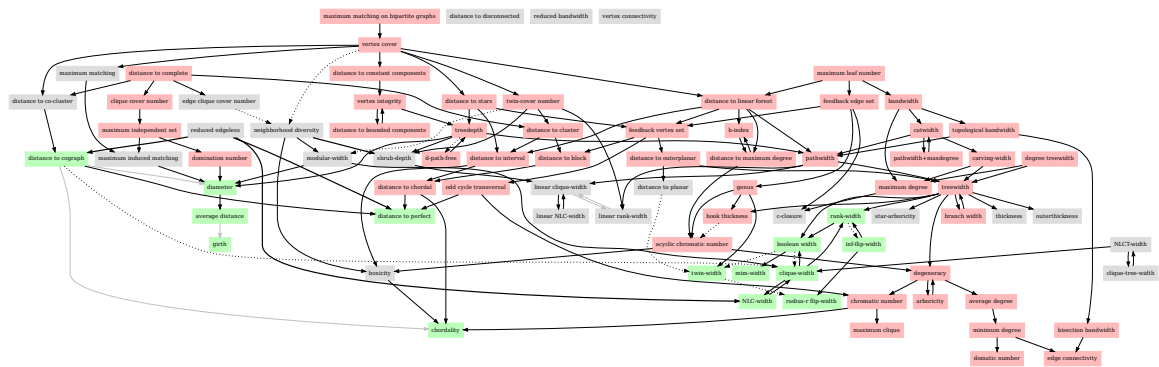 maximum matching on bipartite graphs
distance to disconnected
reduced bandwidth
vertex connectivity
vertex cover
maximum matching
distance to complete
distance to constant components
maximum leaf number
distance to co-cluster
clique cover number
edge clique cover number
vertex integrity
distance to stars
twin-cover number
distance to linear forest
feedback edge set
bandwidth
maximum independent set
reduced edgeless
neighborhood diversity
distance to bounded components
treedepth
distance to cluster
feedback vertex set
h-index
cutwidth
topological bandwidth
distance to cograph
maximum induced matching
domination number
modular-width
shrub-depth
d-path-free
distance to interval
distance to block
distance to outerplanar
distance to maximum degree
pathwidth
pathwidth+maxdegree
carving-width
degree treewidth
diameter
distance to chordal
odd cycle transversal
linear clique-width
distance to planar
genus
maximum degree
treewidth
average distance
distance to perfect
linear NLC-width
linear rank-width
book thickness
c-closure
rank-width
star-arboricity
branch width
thickness
outerthickness
girth
acyclic chromatic number
boolean width
inf-flip-width
NLCT-width
boxicity
twin-width
mim-width
clique-width
degeneracy
clique-tree-width
NLC-width
radius-r flip-width
chromatic number
arboricity
average degree
chordality
maximum clique
minimum degree
bisection bandwidth
domatic number
edge connectivity